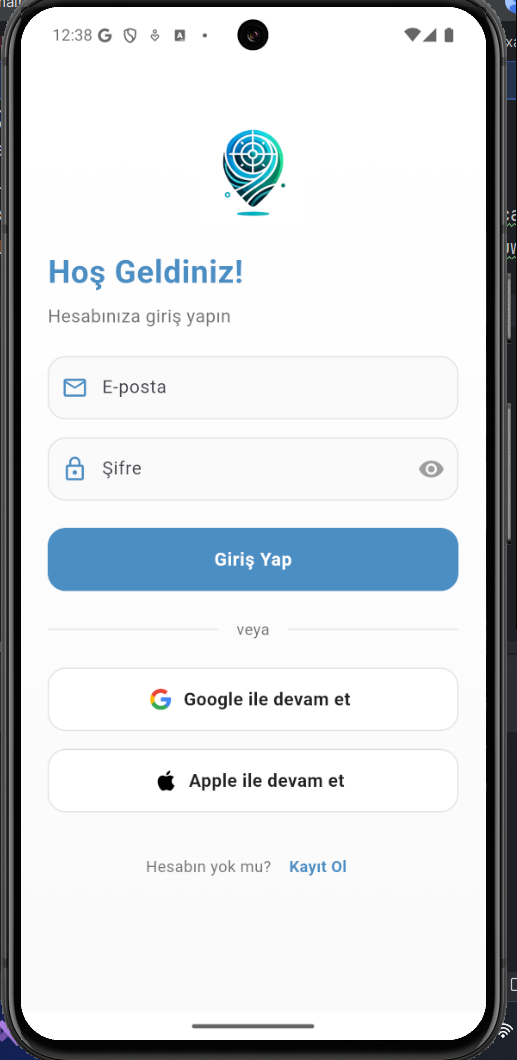 12:38
Hoş Geldiniz!
Hesabınıza giriş yapın
E-posta
Şifre
Giriş Yap
veya
Google ile devam et
Apple ile devam et
Hesabın yok mu? Kayıt Ol